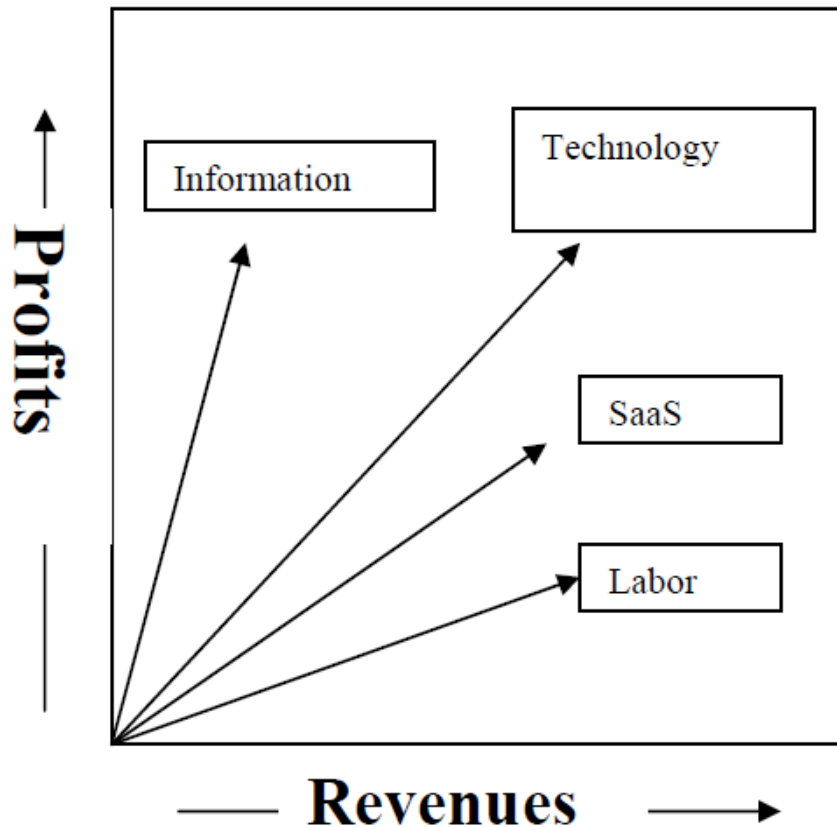 Information
Technology
Profits
SaaS
Labor
Revenues